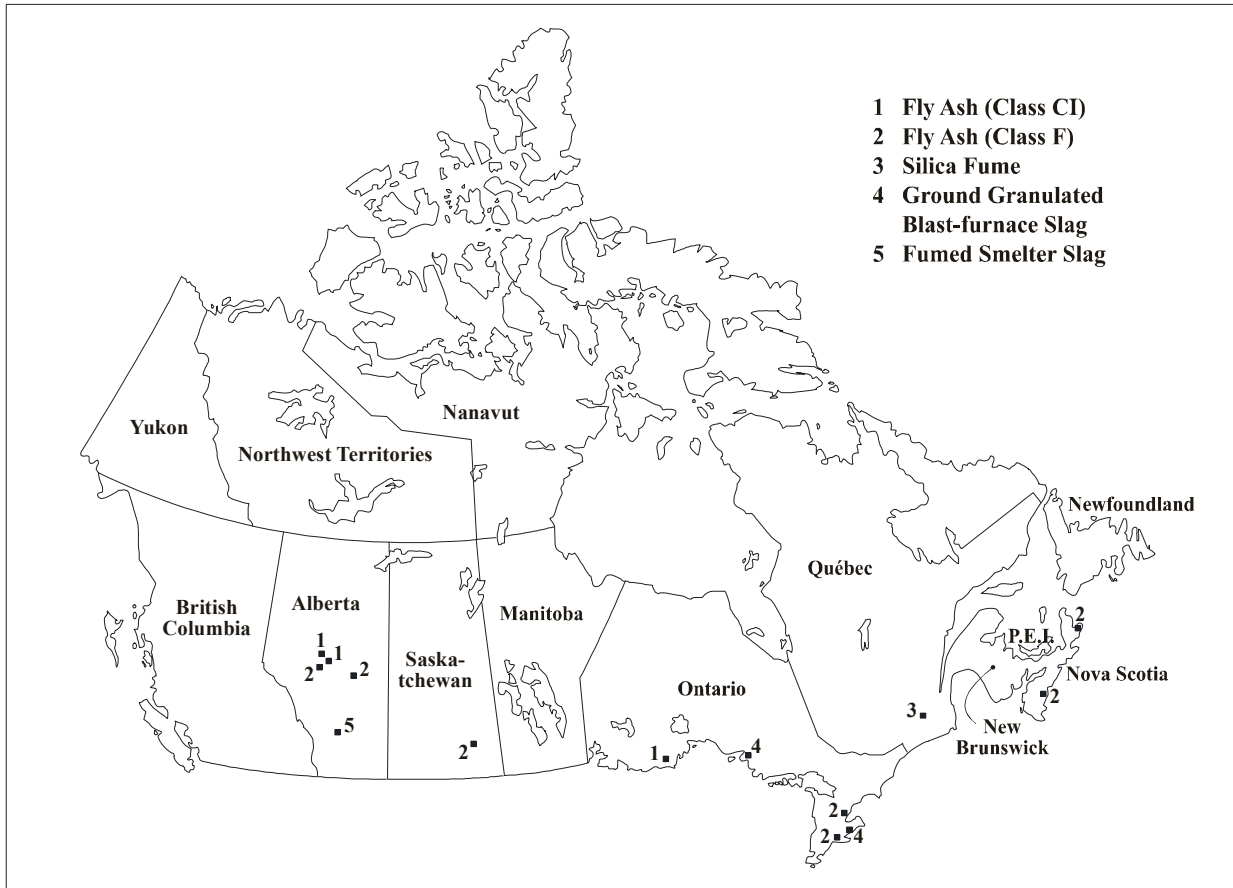 1 Fly Ash (Class CI)
2 Fly Ash (Class F)
3 Silica Fume
4 Ground Granulated
Blast-furnace Slag
5 Fumed Smelter Slag
Yukon
Nanavut
Northwest Territories
Newfoundland
Québec
British
Columbia
Alberta
Manitoba
P.E.I.
2
1
1
2
2
Saska-
tchewan
Ontario
Nova Scotia
2
5
3
New
Brunswick
2
1
4
2
2
4